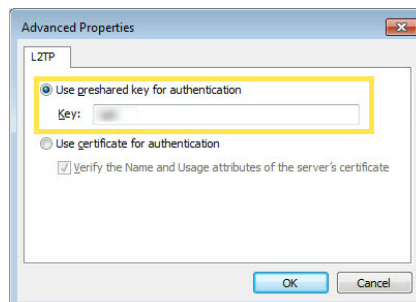 Advanced Properties
L2TP
Use preshared key for authentication
Key:
Use certificate for authentication
Verify the Name and Usage attributes of the server's certificate
OK
Cancel